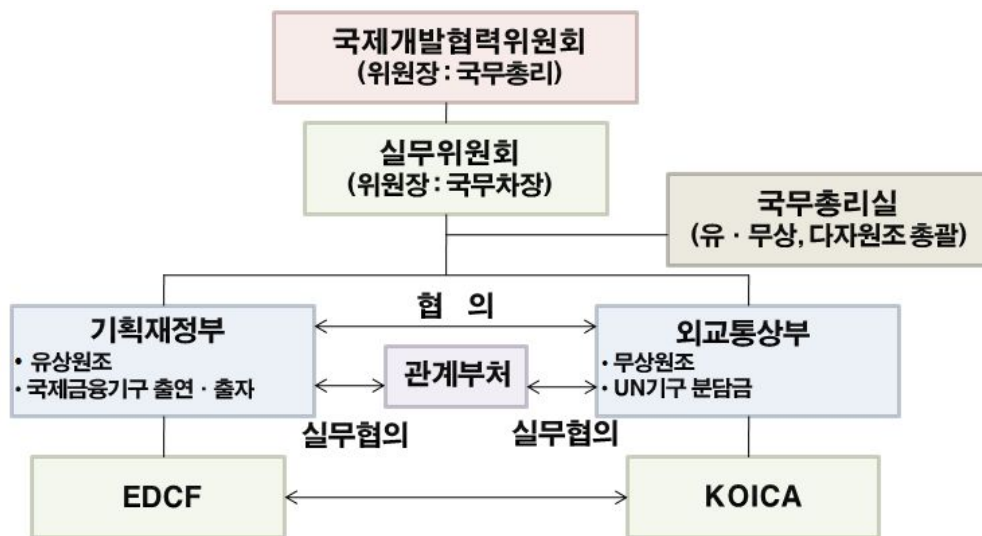 국제개발협력위원회
(위원장 : 국무총리)
실무위원회
(위원장 : 국무차장)
국무총리실
(유 · 무상, 다자원조 총괄)
협 의
기획재정부
• 유상원조
• 국제금융기구 출연 · 출자
관계부처
외교통상부
• 무상원조
• UN기구 분담금
실무협의
실무협의
EDCF
KOICA